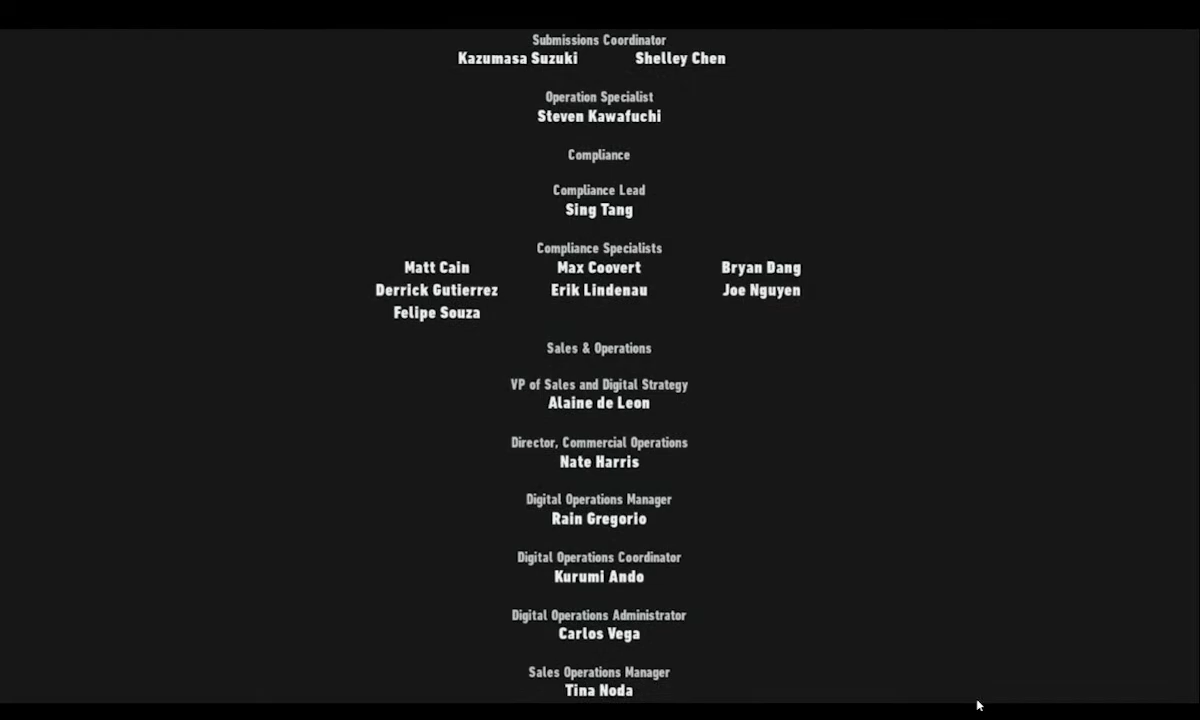 Submissions Coordinator
Kazumasa Suzuki Shelley Chen
Operation Specialist
Steven Kawafuchi
Compliance
Compliance Lead
Sing Tang
Compliance Specialists
Matt Cain Max Coovert Bryan Dang
Derrick Gutierrez Erik Lindenau Joe Nguyen
Felipe Souza
Sales & Operations
VP of Sales and Digital Strategy
Alaine de Leon
Director, Commercial Operations
Nate Harris
Digital Operations Manager
Rain Gregorio
Digital Operations Coordinator
Kurumi Ando
Digital Operations Administrator
Carlos Vega
Sales Operations Manager
Tina Noda